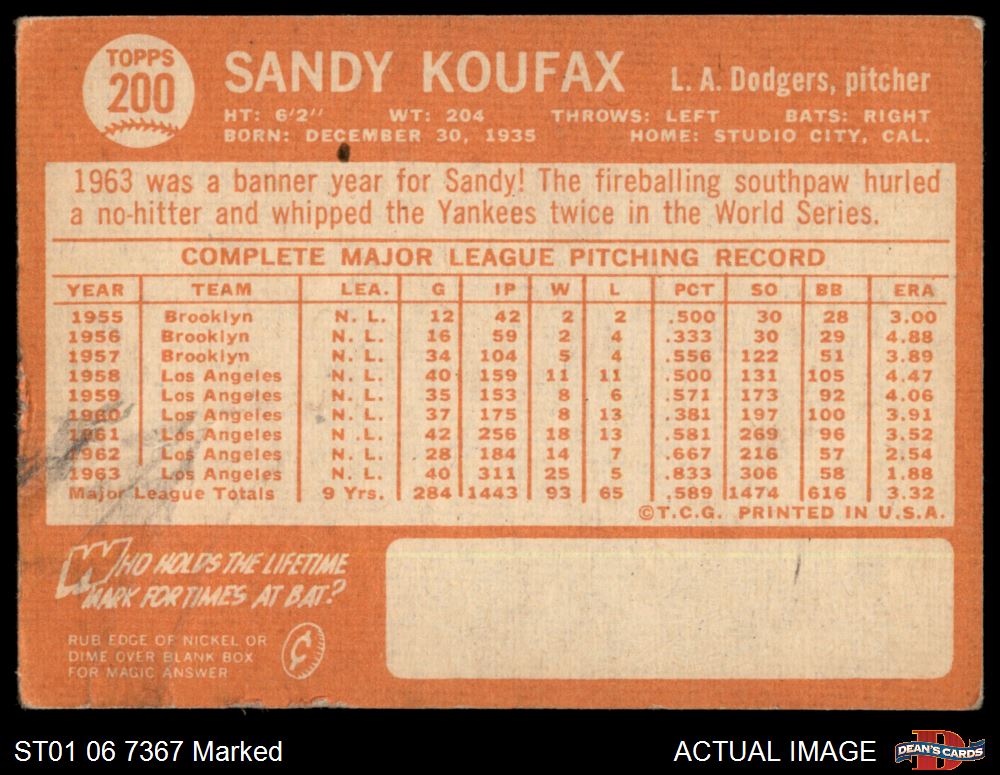 TOPPS
200
SANDY KOUFAX
L. A. Dodgers, pitcher
HT: 6'2" WT: 204 THROWS: LEFT BATS: RIGHT
BORN: DECEMBER 30, 1935 HOME: STUDIO CITY, CAL.
1963 was a banner year for Sandy! The fireballing southpaw hurled
a no-hitter and whipped the Yankees twice in the World Series.
COMPLETE MAJOR LEAGUE PITCHING RECORD
YEAR TEAM LEA. G IP W L PCT SO BB ERA
1955 Brooklyn N. L. 12 42 2 2 .500 30 28 3.00
1956 Brooklyn N. L. 16 59 2 4 .333 30 29 4.88
1957 Brooklyn N. L. 34 104 5 4 .556 122 51 3.89
1958 Los Angeles N. L. 40 159 11 11 .500 131 105 4.47
1959 Los Angeles N. L. 35 153 8 6 .571 173 92 4.06
1960 Los Angeles N. L. 37 175 8 13 .381 197 100 3.91
1961 Los Angeles N .L. 42 256 18 13 .581 269 96 3.52
1962 Los Angeles N. L. 28 184 14 7 .667 216 57 2.54
1963 Los Angeles N. L. 40 311 25 5 .833 306 58 1.88
Major League Totals 9 Yrs. 284 1443 93 65 .589 1474 616 3.32
©T.C.G. PRINTED IN U.S.A.
WHO HOLDS THE LIFETIME
MARK FOR TIMES AT BAT?
RUB EDGE OF NICKEL OR
DIME OVER BLANK BOX
FOR MAGIC ANSWER
¢
ST01 06 7367 Marked
ACTUAL IMAGE
D
DEAN'S CARDS